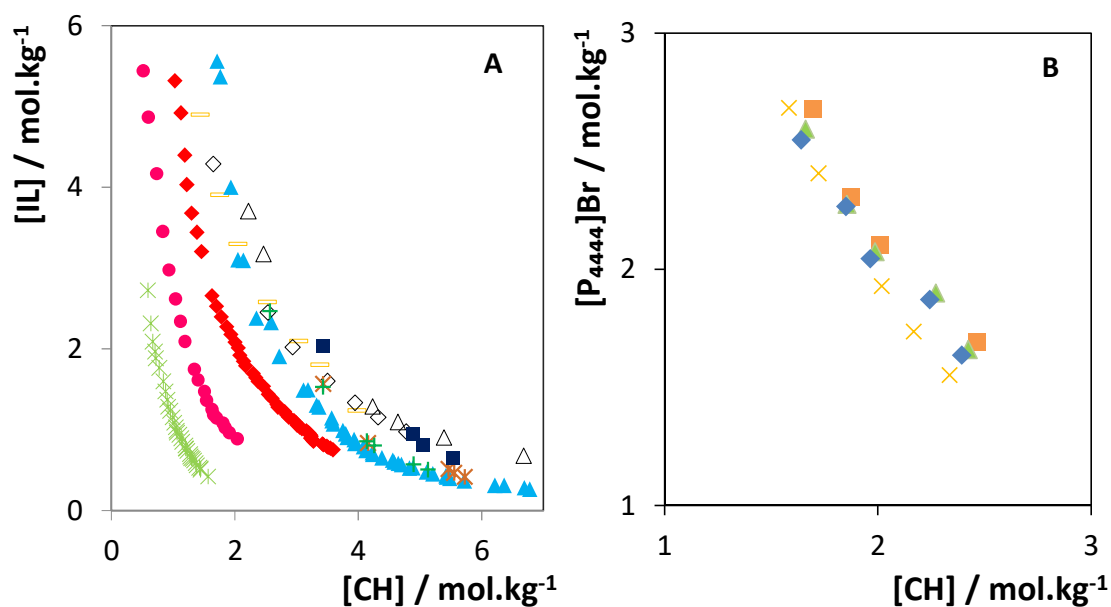 A
[IL] / mol.kg⁻¹
6
4
2
0
0 2 4 6
[CH] / mol.kg⁻¹
B
[P₄₄₄₄]Br / mol.kg⁻¹
3
2
1
1 2 3
[CH] / mol.kg⁻¹